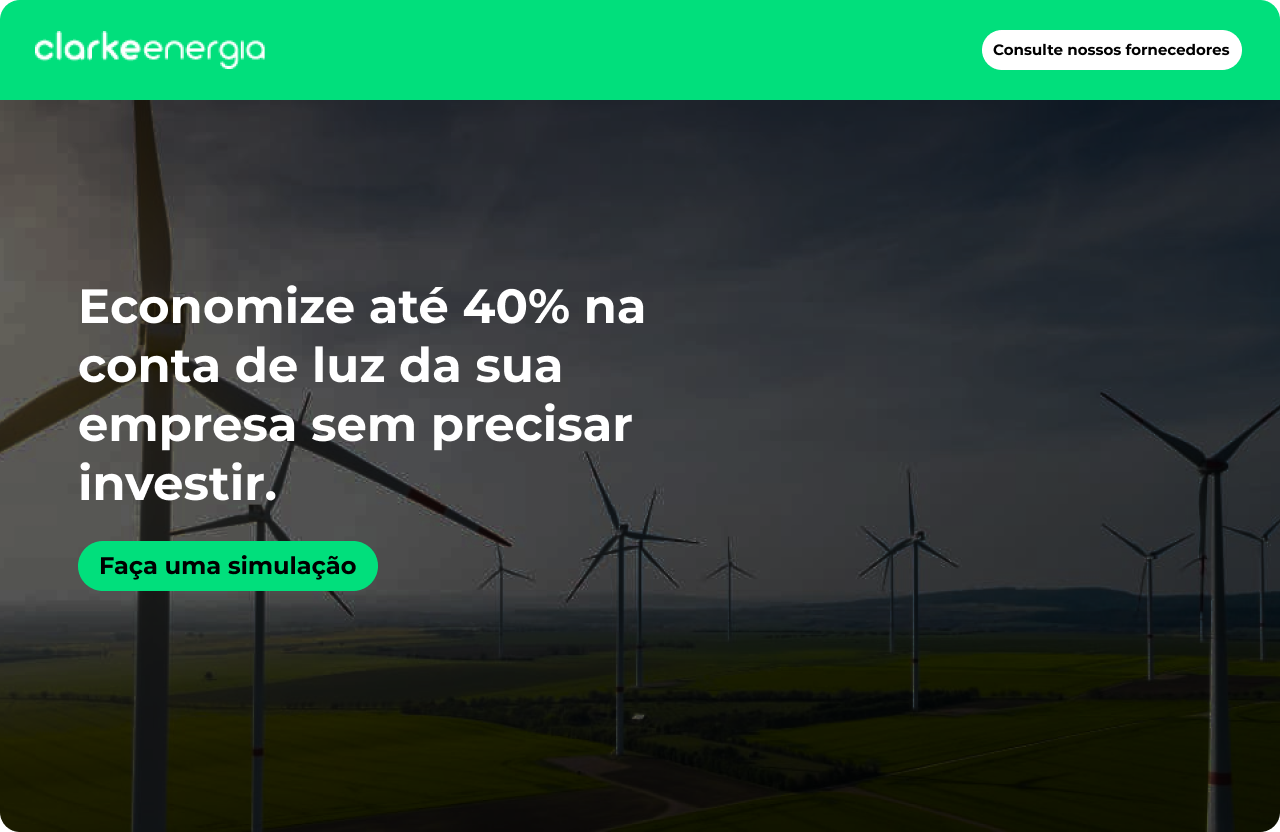 clarkeenergia
Consulte nossos fornecedores
Economize até 40% na
conta de luz da sua
empresa sem precisar
investir.
Faça uma simulação